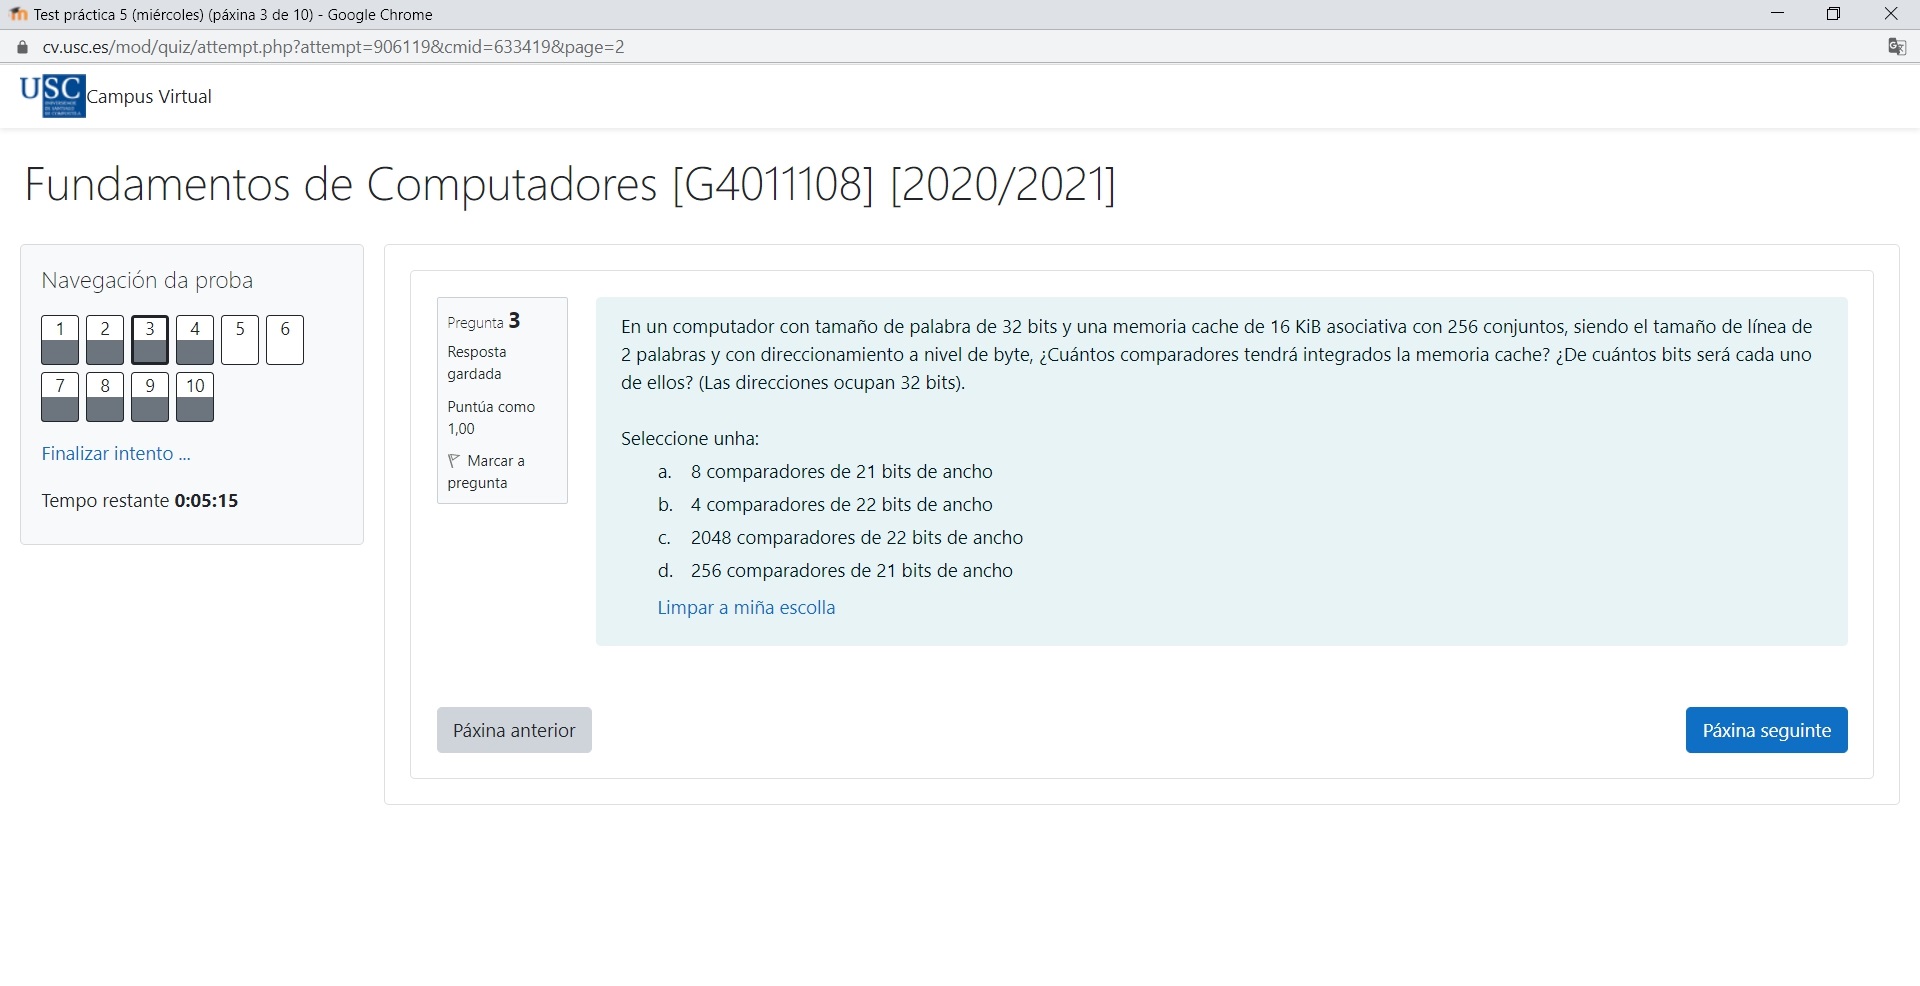 Test práctica 5 (miércoles) (páxina 3 de 10) - Google Chrome
cv.usc.es/mod/quiz/attempt.php?attempt=906119&cmid=633419&page=2
USC
Campus Virtual
Fundamentos de Computadores [G4011108] [2020/2021]
Navegación da proba
1 2 3 4 5 6
7 8 9 10
Finalizar intento ...
Tempo restante 0:05:15
Pregunta 3
Resposta
gardada
Puntúa como
1,00
Marcar a
pregunta
En un computador con tamaño de palabra de 32 bits y una memoria cache de 16 KiB asociativa con 256 conjuntos, siendo el tamaño de línea de
2 palabras y con direccionamiento a nivel de byte, ¿Cuántos comparadores tendrá integrados la memoria cache? ¿De cuántos bits será cada uno
de ellos? (Las direcciones ocupan 32 bits).
Seleccione unha:
a. 8 comparadores de 21 bits de ancho
b. 4 comparadores de 22 bits de ancho
c. 2048 comparadores de 22 bits de ancho
d. 256 comparadores de 21 bits de ancho
Limpar a miña escolla
Páxina anterior
Páxina seguinte